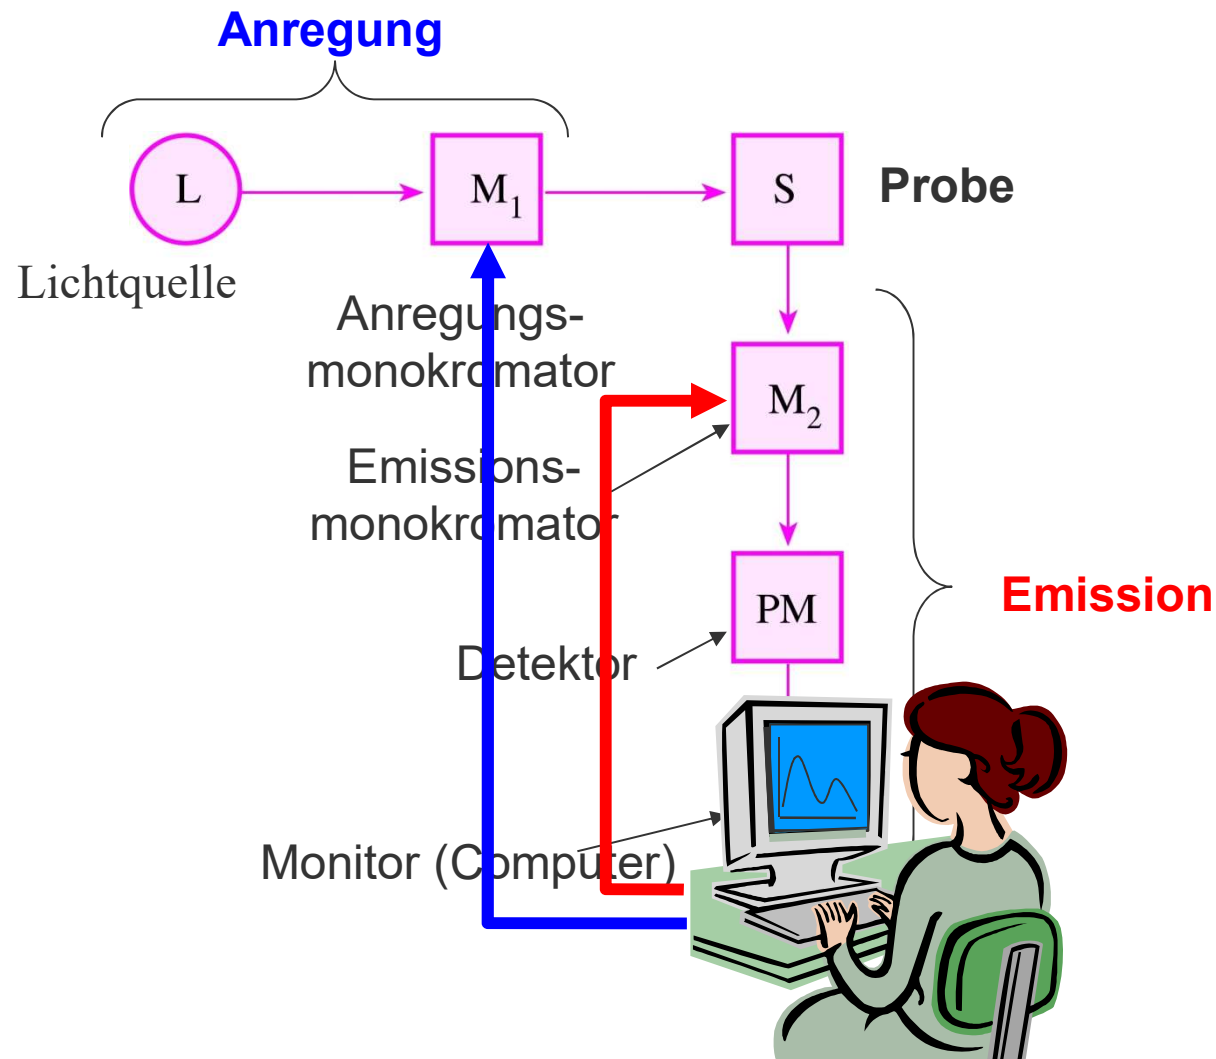 Anregung
L
M1
S
Probe
Lichtquelle
Anregungs-
monokromator
M2
Emissions-
monokromator
PM
Emission
Detektor
Monitor (Computer)